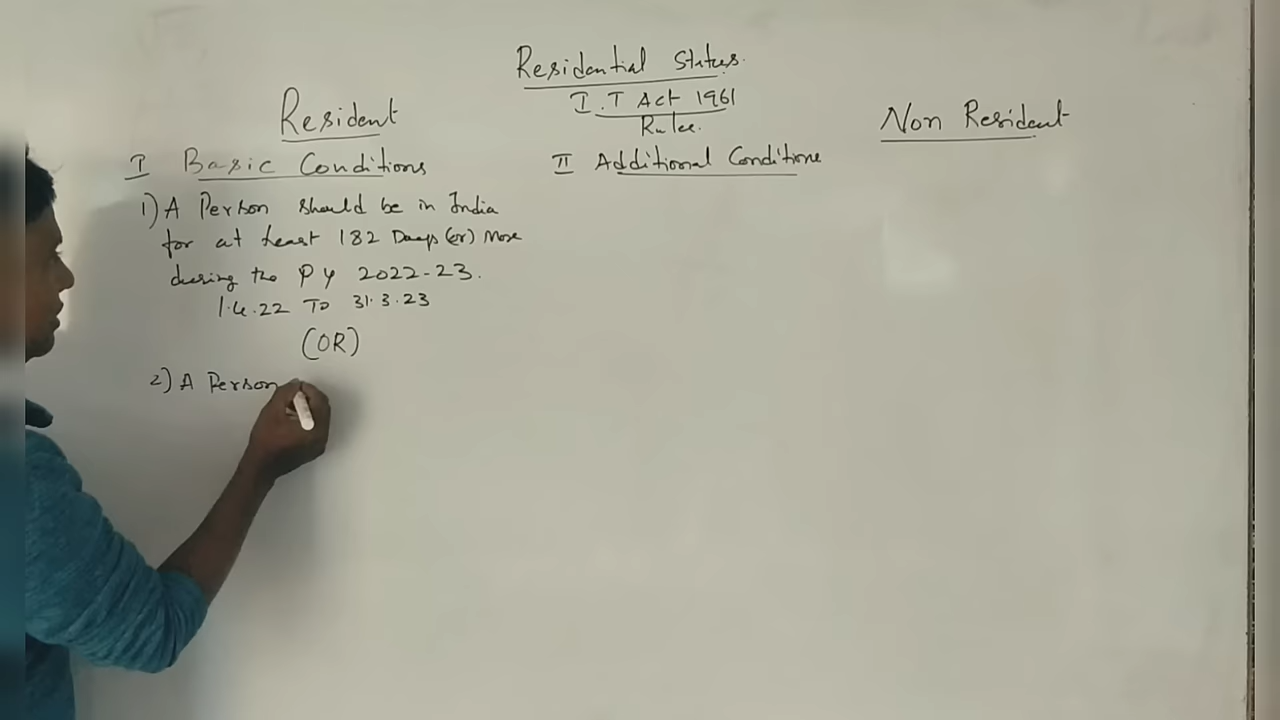 Residential Status.
I.T Act 1961
Rules.
Resident
Non Resident
I Basic Conditions
1) A Person should be in India
for at least 182 Days (or) More
during the PY 2022-23.
1.4.22 TO 31.3.23
(OR)
2) A Person
II Additional Conditions